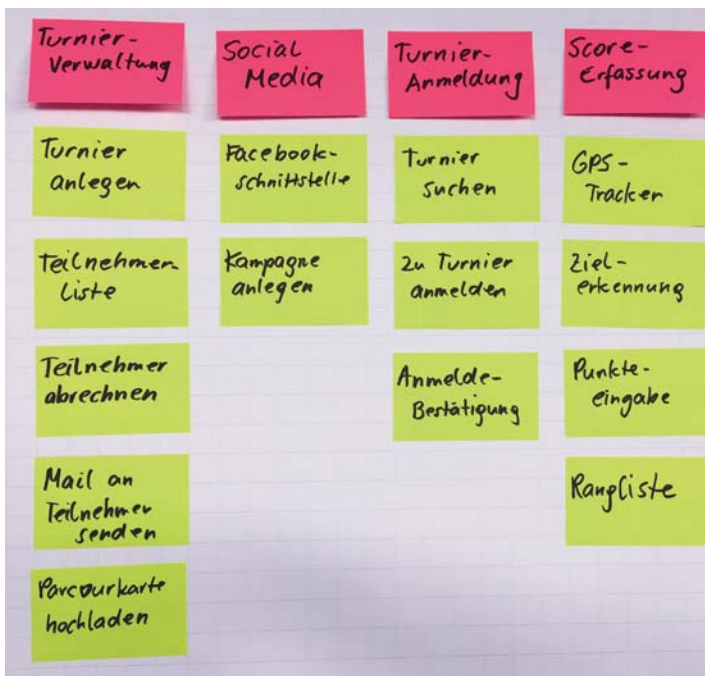 Turnier-
Verwaltung
Turnier
anlegen
Teilnehmer-
Liste
Teilnehmer
abrechnen
Mail an
Teilnehmer
senden
Parcourkarte
hochladen
Social
Media
Facebook-
schnittstelle
Kampagne
anlegen
Turnier-
Anmeldung
Turnier
suchen
Zu Turnier
anmelden
Anmelde-
Bestätigung
Score-
Erfassung
GPS-
Tracker
Ziel-
erkennung
Punkte-
eingabe
Rangliste